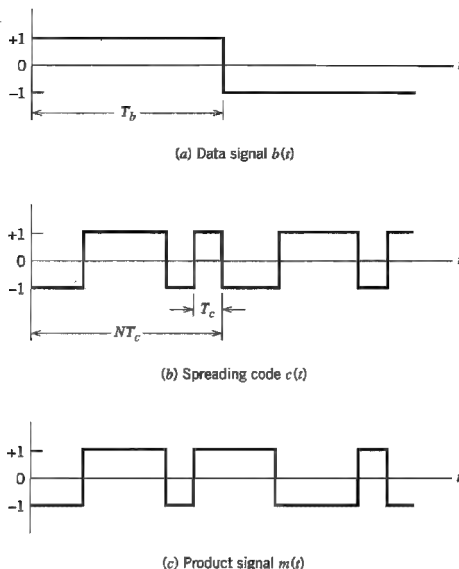 +1
0
-1
t
T_b
(a) Data signal b(t)
+1
0
-1
t
T_c
NT_c
(b) Spreading code c(t)
+1
0
-1
t
(c) Product signal m(t)